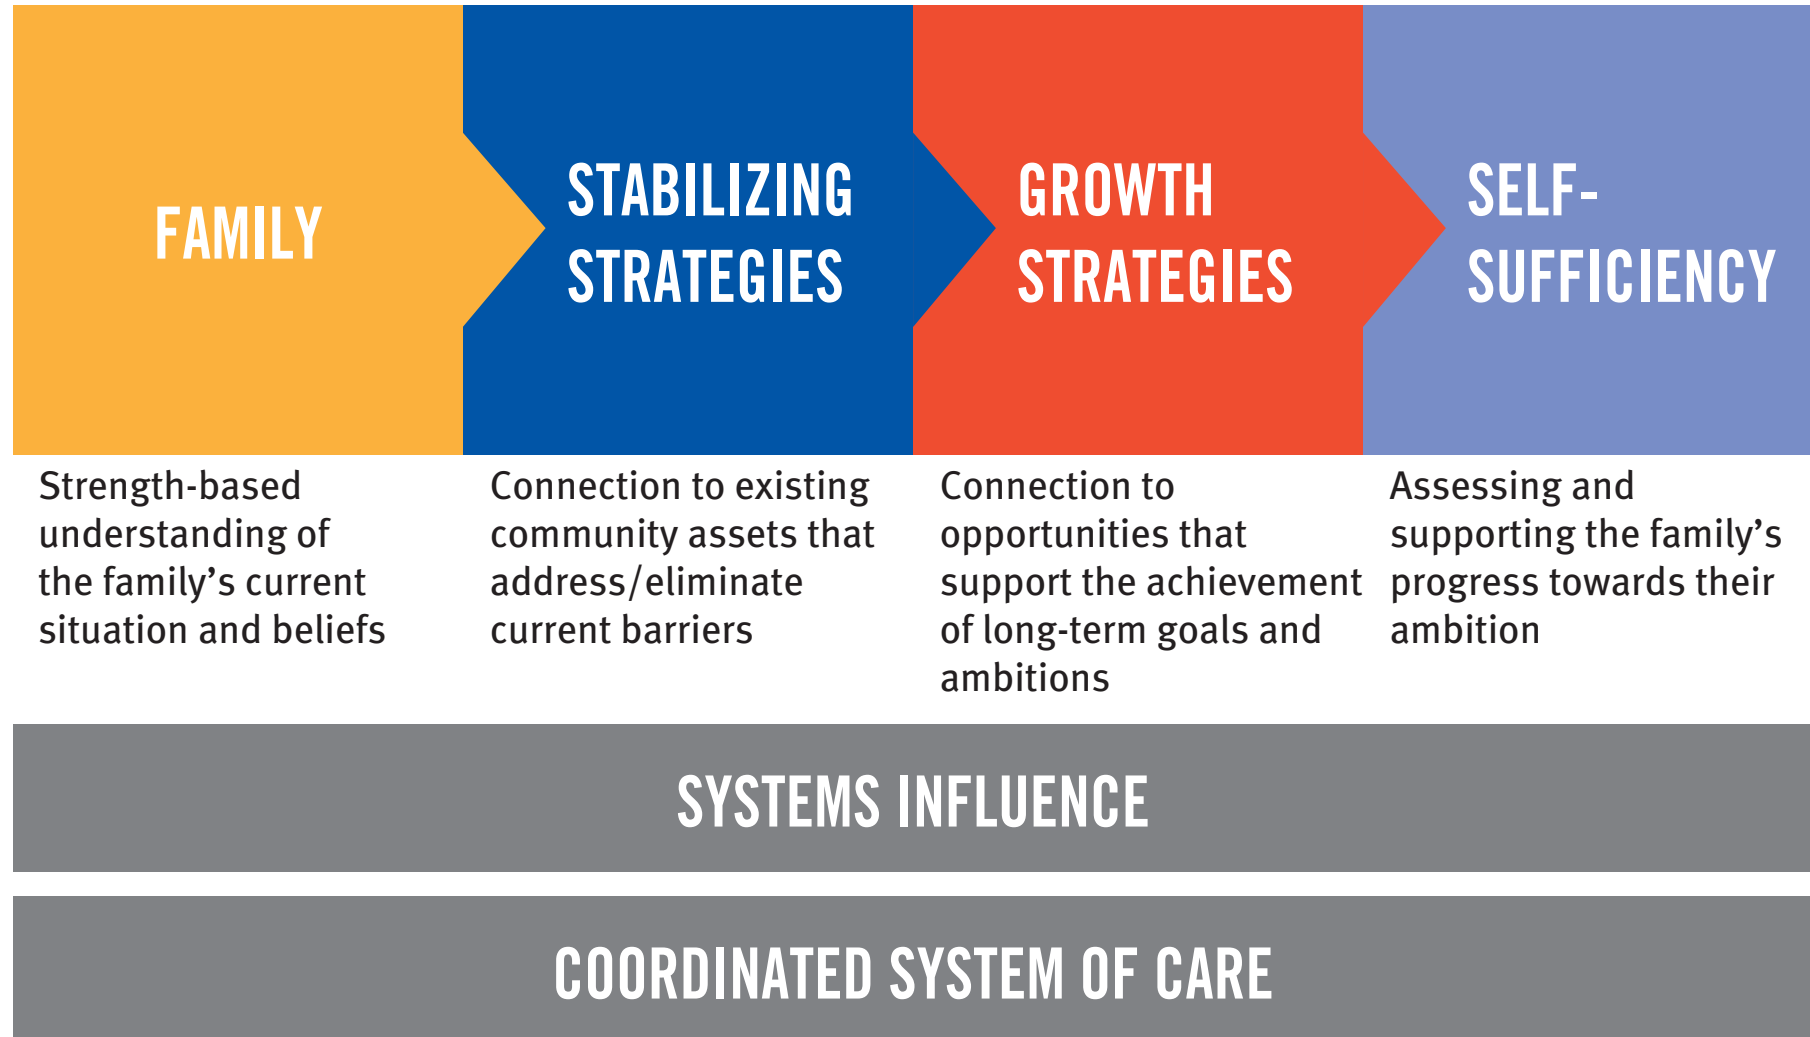 FAMILY
STABILIZING
STRATEGIES
GROWTH
STRATEGIES
SELF-
SUFFICIENCY
Strength-based
understanding of
the family’s current
situation and beliefs
Connection to existing
community assets that
address/eliminate
current barriers
Connection to
opportunities that
support the achievement
of long-term goals and
ambitions
Assessing and
supporting the family’s
progress towards their
ambition
SYSTEMS INFLUENCE
COORDINATED SYSTEM OF CARE